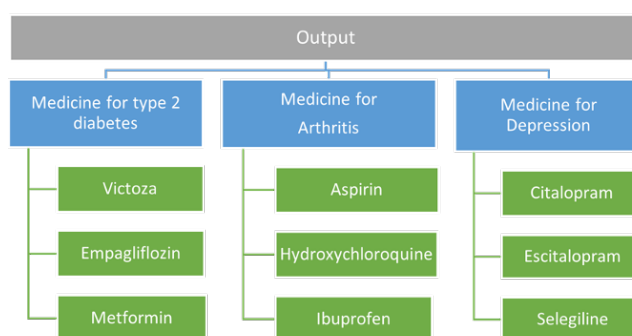 Output
Medicine for type 2
diabetes
Medicine for
Arthritis
Medicine for
Depression
Victoza
Empagliflozin
Metformin
Aspirin
Hydroxychloroquine
Ibuprofen
Citalopram
Escitalopram
Selegiline